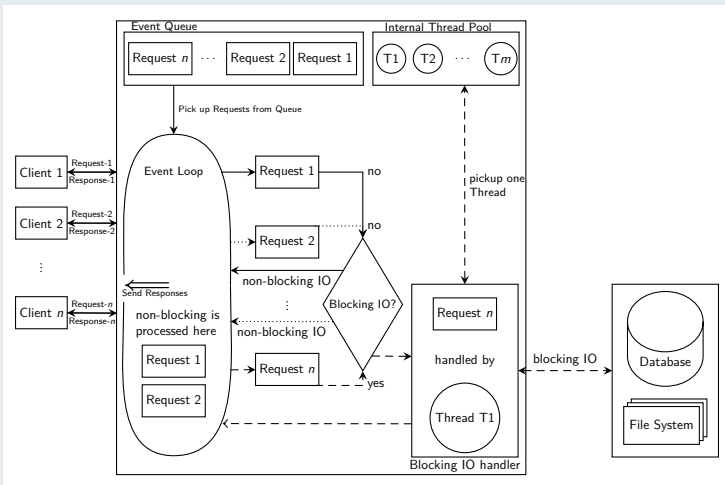 Event Queue
Request n
···
Request 2
Request 1
Internal Thread Pool
T1
T2
···
Tm
Pick up Requests from Queue
Client 1
Request-1
Response-1
Client 2
Request-2
Response-2
⋮
Client n
Request-n
Response-n
Event Loop
Send Responses
non-blocking is
processed here
Request 1
Request 2
Request 1
no
Request 2
no
non-blocking IO
⋮
non-blocking IO
Blocking IO?
Request n
yes
pickup one
Thread
Request n
handled by
Thread T1
Blocking IO handler
blocking IO
Database
File System